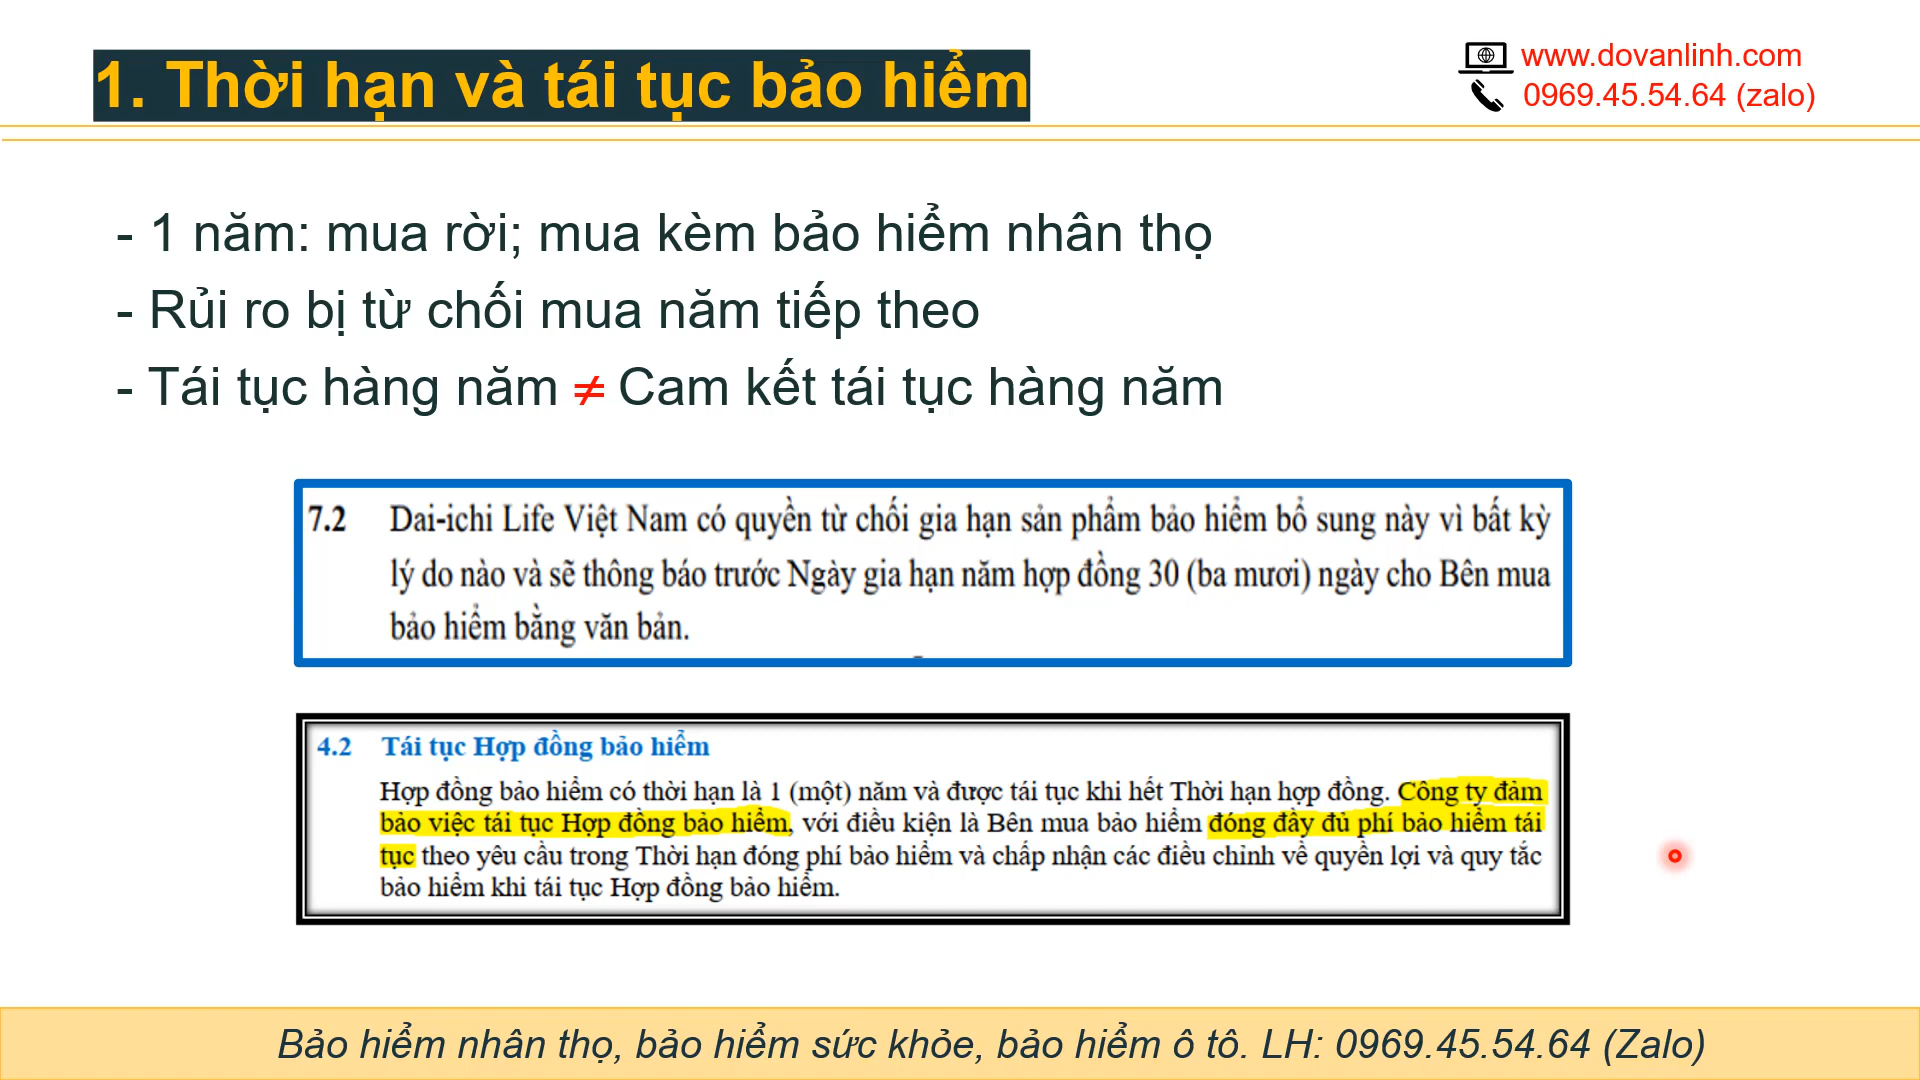 1. Thời hạn và tái tục bảo hiểm
www.dovanlinh.com
0969.45.54.64 (zalo)
- 1 năm: mua rời; mua kèm bảo hiểm nhân thọ
- Rủi ro bị từ chối mua năm tiếp theo
- Tái tục hàng năm ≠ Cam kết tái tục hàng năm
7.2 Dai-ichi Life Việt Nam có quyền từ chối gia hạn sản phẩm bảo hiểm bổ sung này vì bất kỳ
lý do nào và sẽ thông báo trước Ngày gia hạn năm hợp đồng 30 (ba mươi) ngày cho Bên mua
bảo hiểm bằng văn bản.
4.2 Tái tục Hợp đồng bảo hiểm
Hợp đồng bảo hiểm có thời hạn là 1 (một) năm và được tái tục khi hết Thời hạn hợp đồng. Công ty đảm
bảo việc tái tục Hợp đồng bảo hiểm, với điều kiện là Bên mua bảo hiểm đóng đầy đủ phí bảo hiểm tái
tục theo yêu cầu trong Thời hạn đóng phí bảo hiểm và chấp nhận các điều chỉnh về quyền lợi và quy tắc
bảo hiểm khi tái tục Hợp đồng bảo hiểm.
Bảo hiểm nhân thọ, bảo hiểm sức khỏe, bảo hiểm ô tô. LH: 0969.45.54.64 (Zalo)